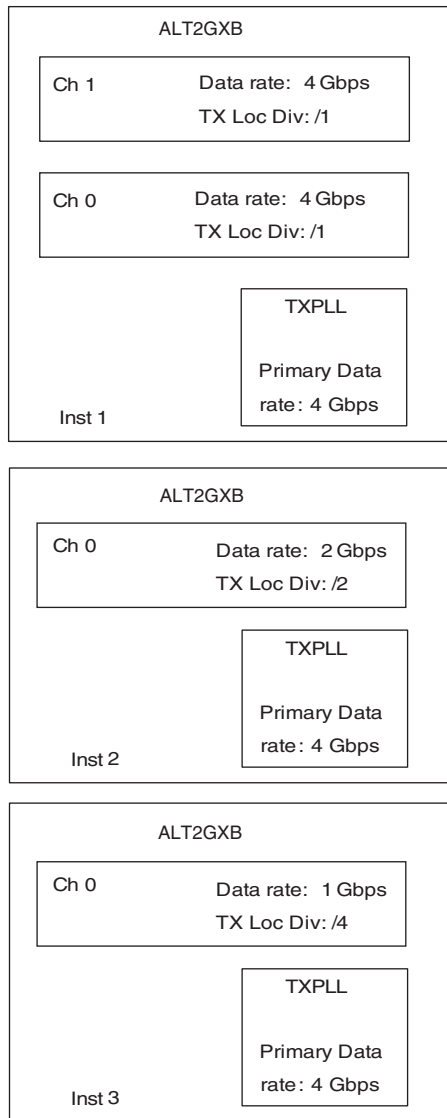 ALT2GXB
Ch 1
Data rate: 4 Gbps
TX Loc Div: /1
Ch 0
Data rate: 4 Gbps
TX Loc Div: /1
TXPLL
Primary Data
rate: 4 Gbps
Inst 1
ALT2GXB
Ch 0
Data rate: 2 Gbps
TX Loc Div: /2
TXPLL
Primary Data
rate: 4 Gbps
Inst 2
ALT2GXB
Ch 0
Data rate: 1 Gbps
TX Loc Div: /4
TXPLL
Primary Data
rate: 4 Gbps
Inst 3